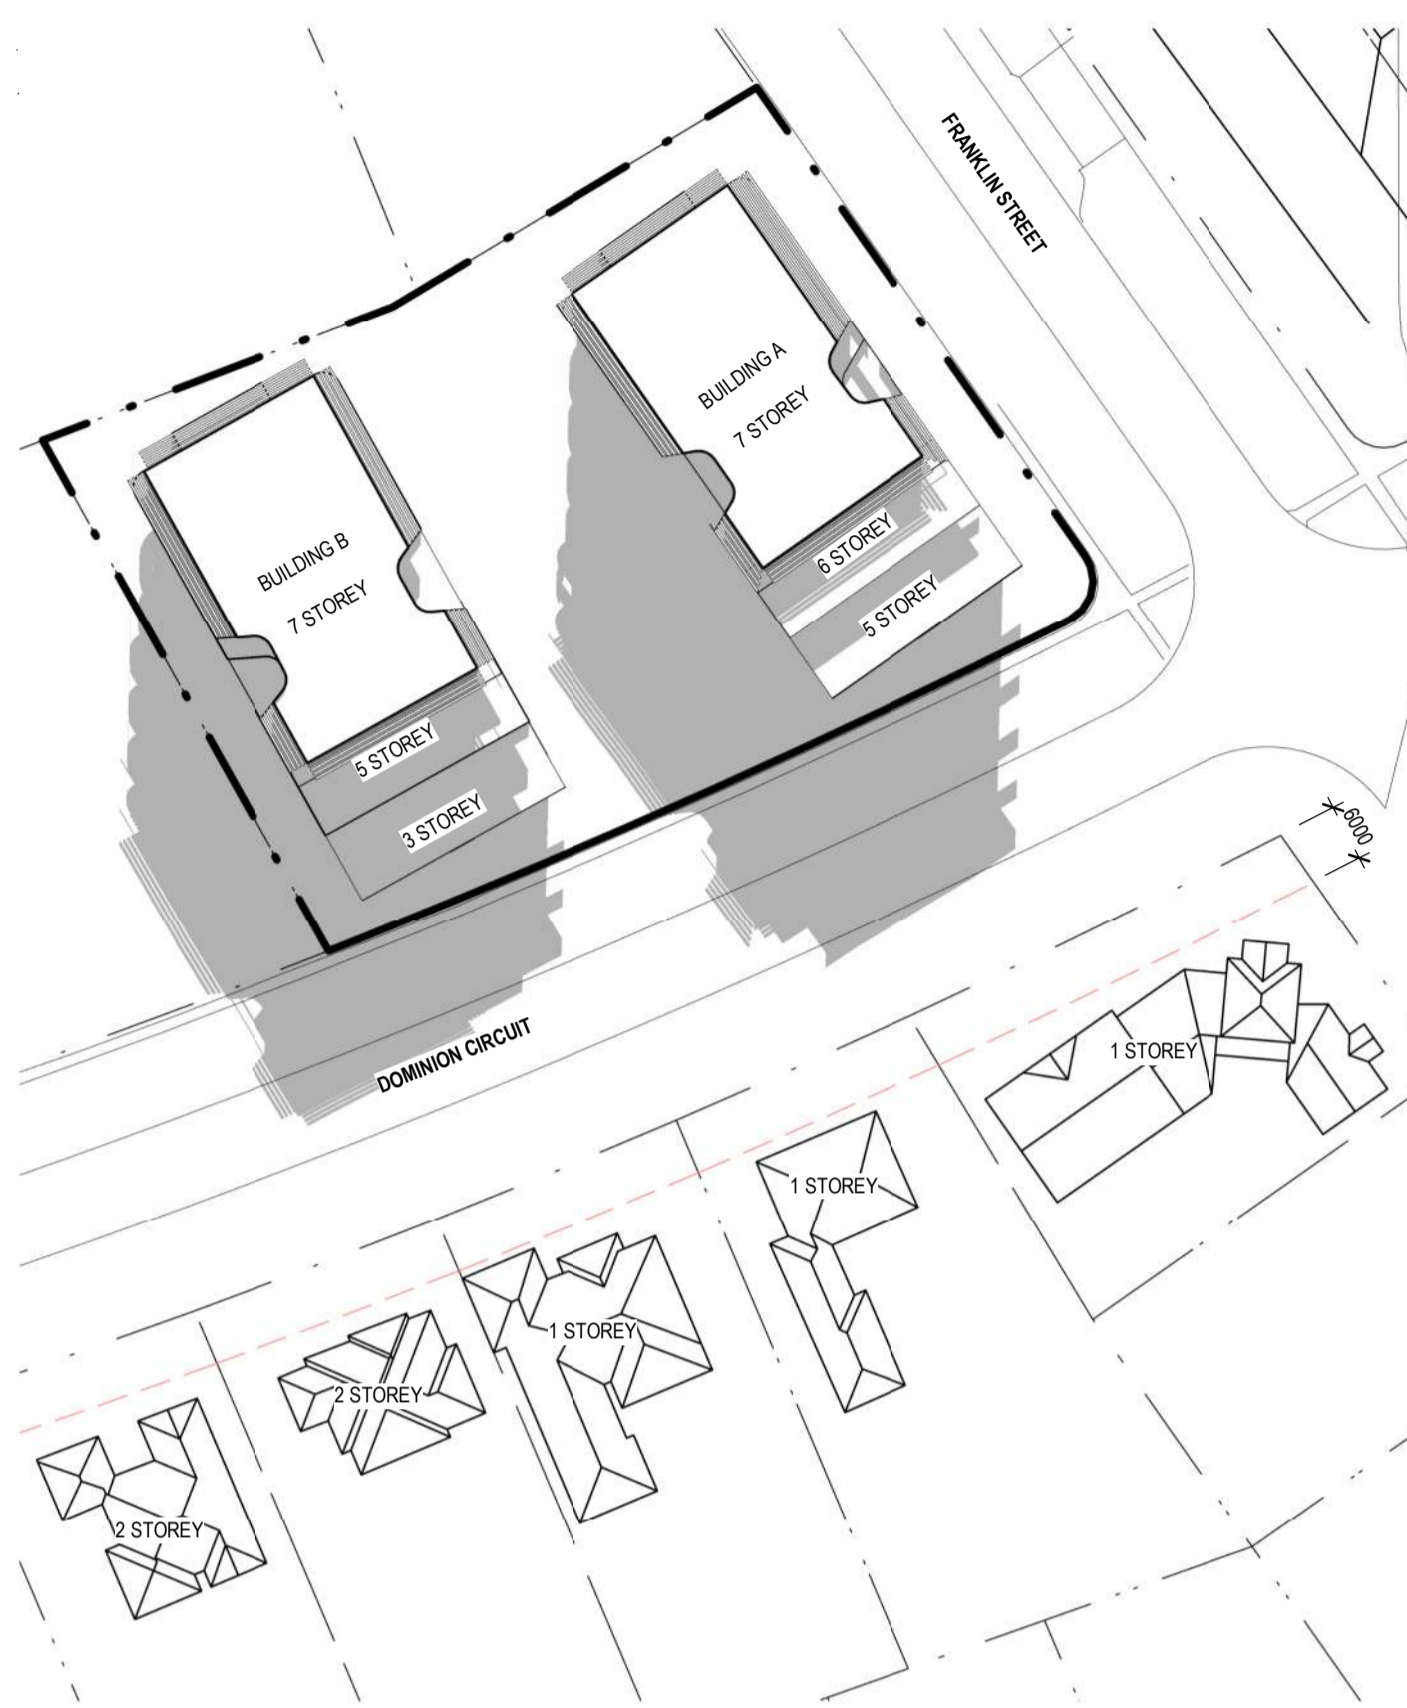 FRANKLIN STREET
BUILDING A
7 STOREY
6 STOREY
5 STOREY
BUILDING B
7 STOREY
5 STOREY
3 STOREY
6000
DOMINION CIRCUIT
1 STOREY
1 STOREY
1 STOREY
2 STOREY
2 STOREY